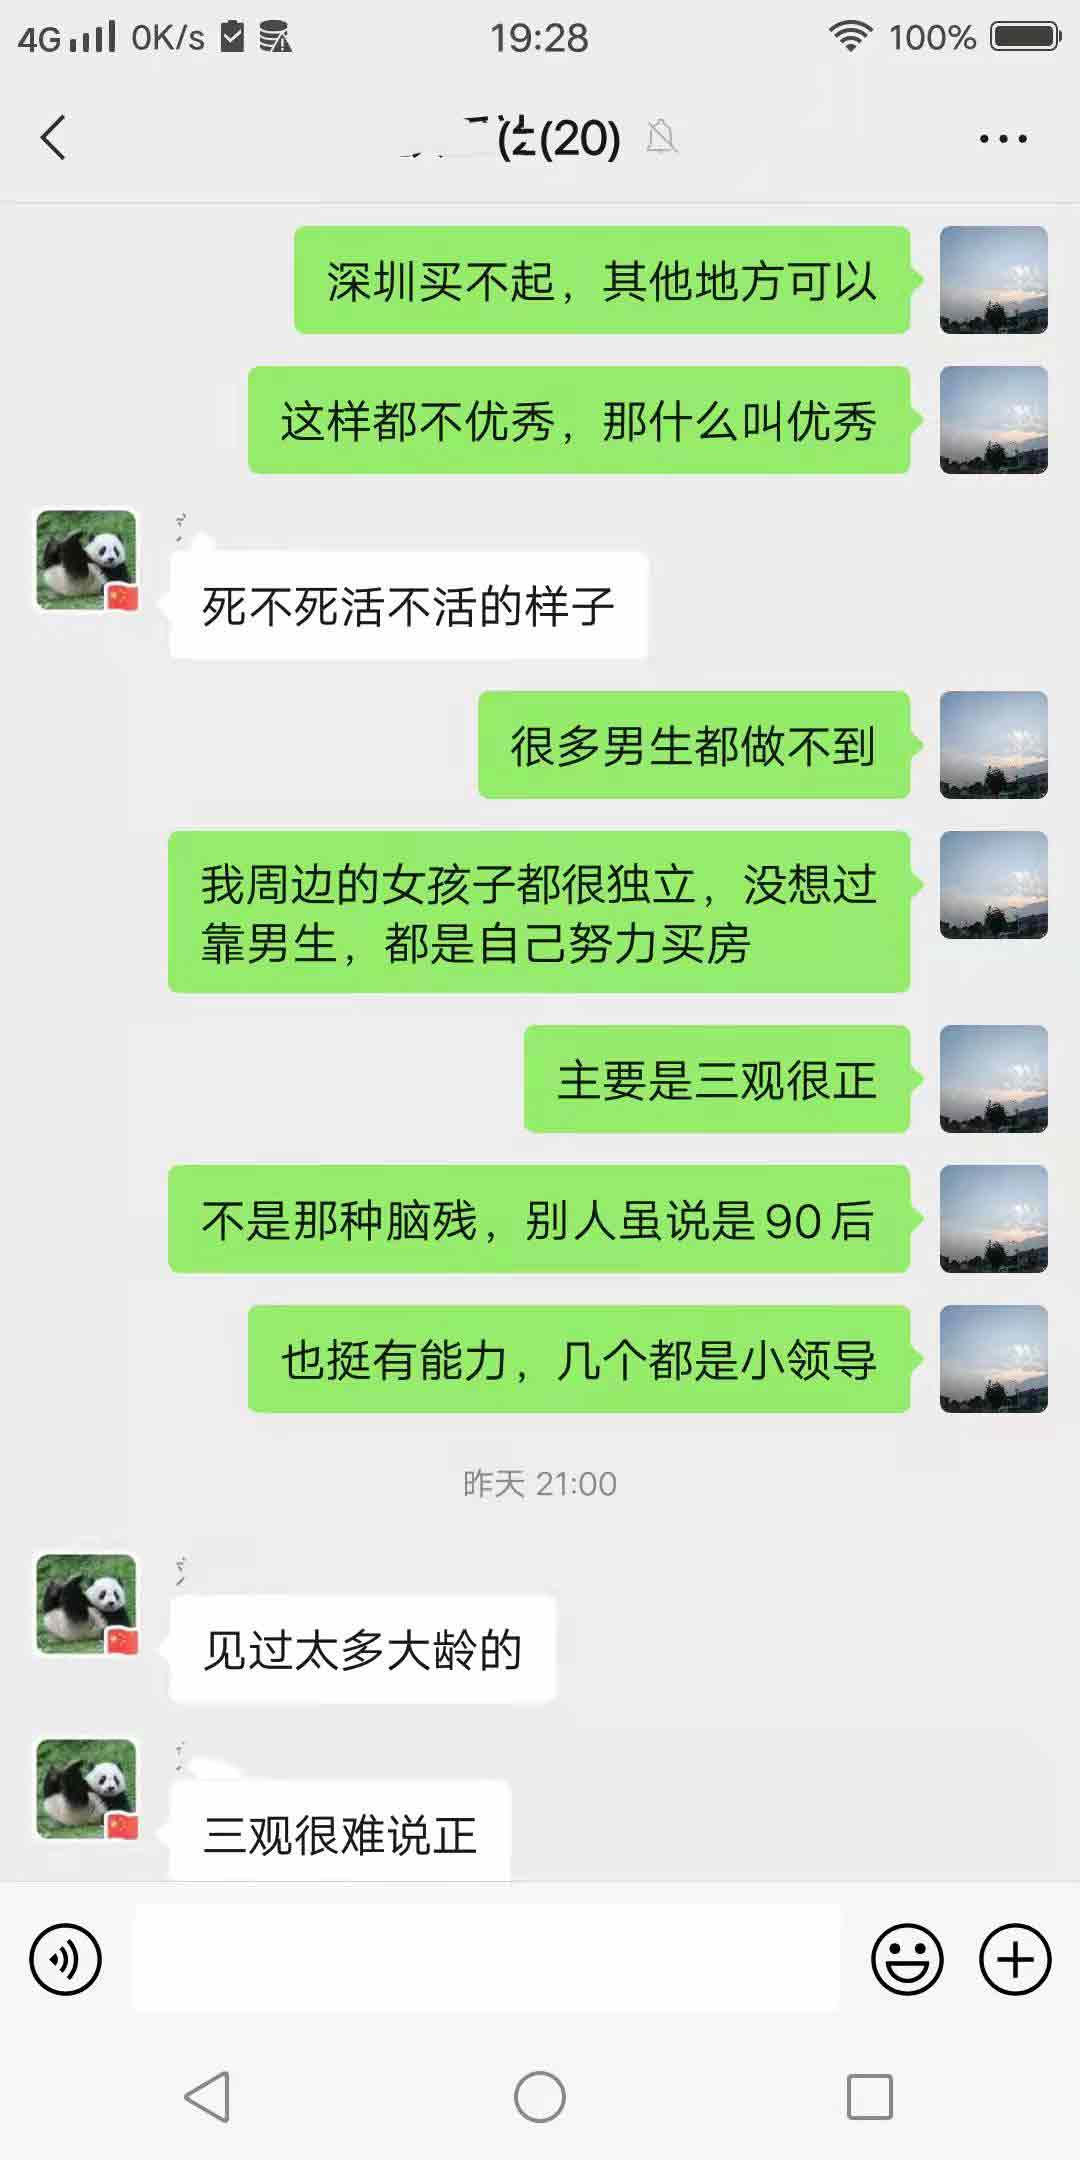 4G 0K/s 19:28 100%
(20)
深圳买不起，其他地方可以
这样都不优秀，那什么叫优秀
死不死活不活的样子
很多男生都做不到
我周边的女孩子都很独立，没想过
靠男生，都是自己努力买房
主要是三观很正
不是那种脑残，别人虽说是90后
也挺有能力，几个都是小领导
昨天 21:00
见过太多大龄的
三观很难说正